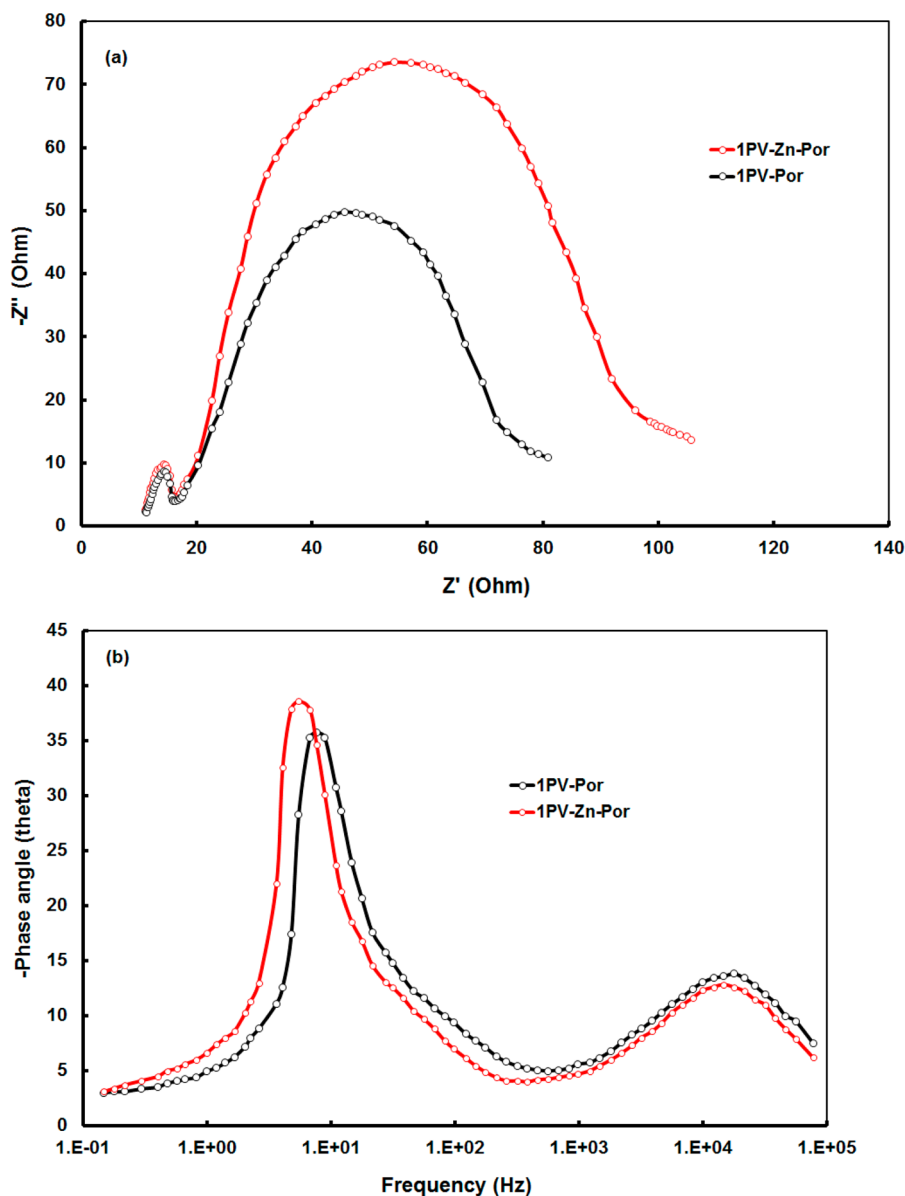 80
(a)
70
60
1PV-Zn-Por
50
1PV-Por
40
-Z'' (Ohm)
30
20
10
0
0 20 40 60 80 100 120 140
Z' (Ohm)
45
(b)
40
35
30
1PV-Por
1PV-Zn-Por
25
-Phase angle (theta)
20
15
10
5
0
1.E-01 1.E+00 1.E+01 1.E+02 1.E+03 1.E+04 1.E+05
Frequency (Hz)